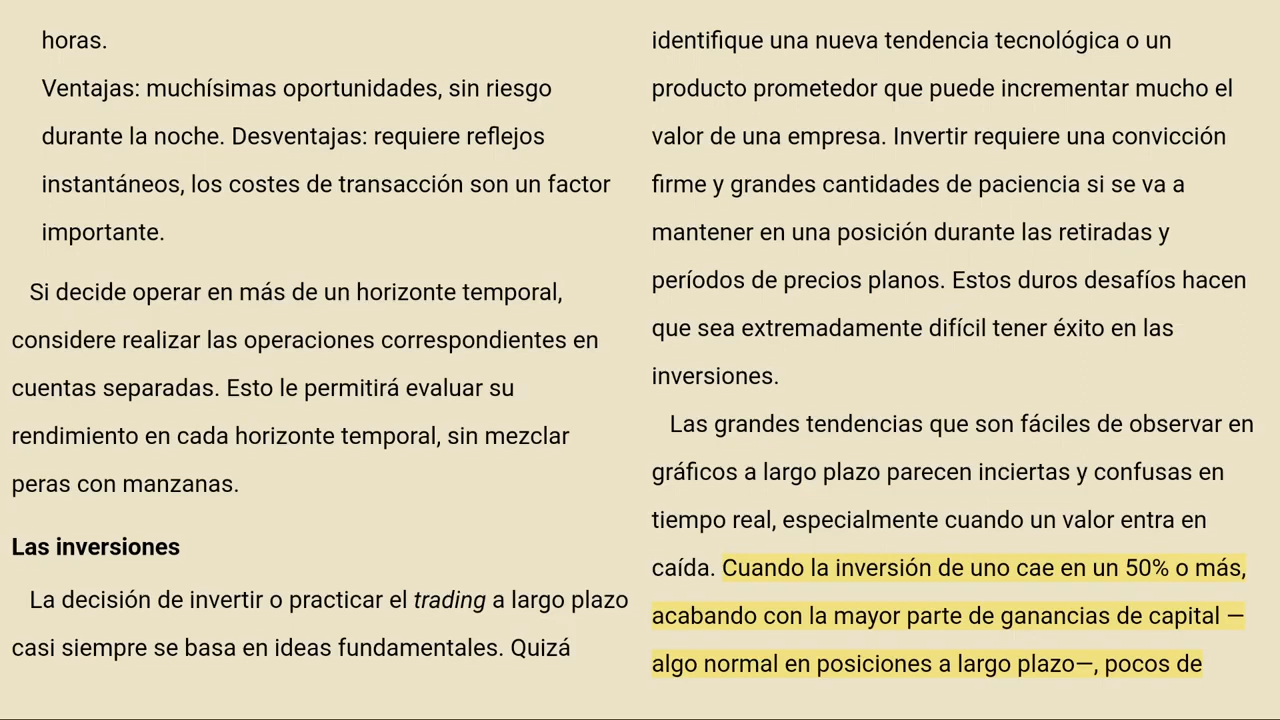 horas.
Ventajas: muchísimas oportunidades, sin riesgo
durante la noche. Desventajas: requiere reflejos
instantáneos, los costes de transacción son un factor
importante.
Si decide operar en más de un horizonte temporal,
considere realizar las operaciones correspondientes en
cuentas separadas. Esto le permitirá evaluar su
rendimiento en cada horizonte temporal, sin mezclar
peras con manzanas.
Las inversiones
La decisión de invertir o practicar el trading a largo plazo
casi siempre se basa en ideas fundamentales. Quizá
identifique una nueva tendencia tecnológica o un
producto prometedor que puede incrementar mucho el
valor de una empresa. Invertir requiere una convicción
firme y grandes cantidades de paciencia si se va a
mantener en una posición durante las retiradas y
períodos de precios planos. Estos duros desafíos hacen
que sea extremadamente difícil tener éxito en las
inversiones.
Las grandes tendencias que son fáciles de observar en
gráficos a largo plazo parecen inciertas y confusas en
tiempo real, especialmente cuando un valor entra en
caída. Cuando la inversión de uno cae en un 50% o más,
acabando con la mayor parte de ganancias de capital —
algo normal en posiciones a largo plazo—, pocos de